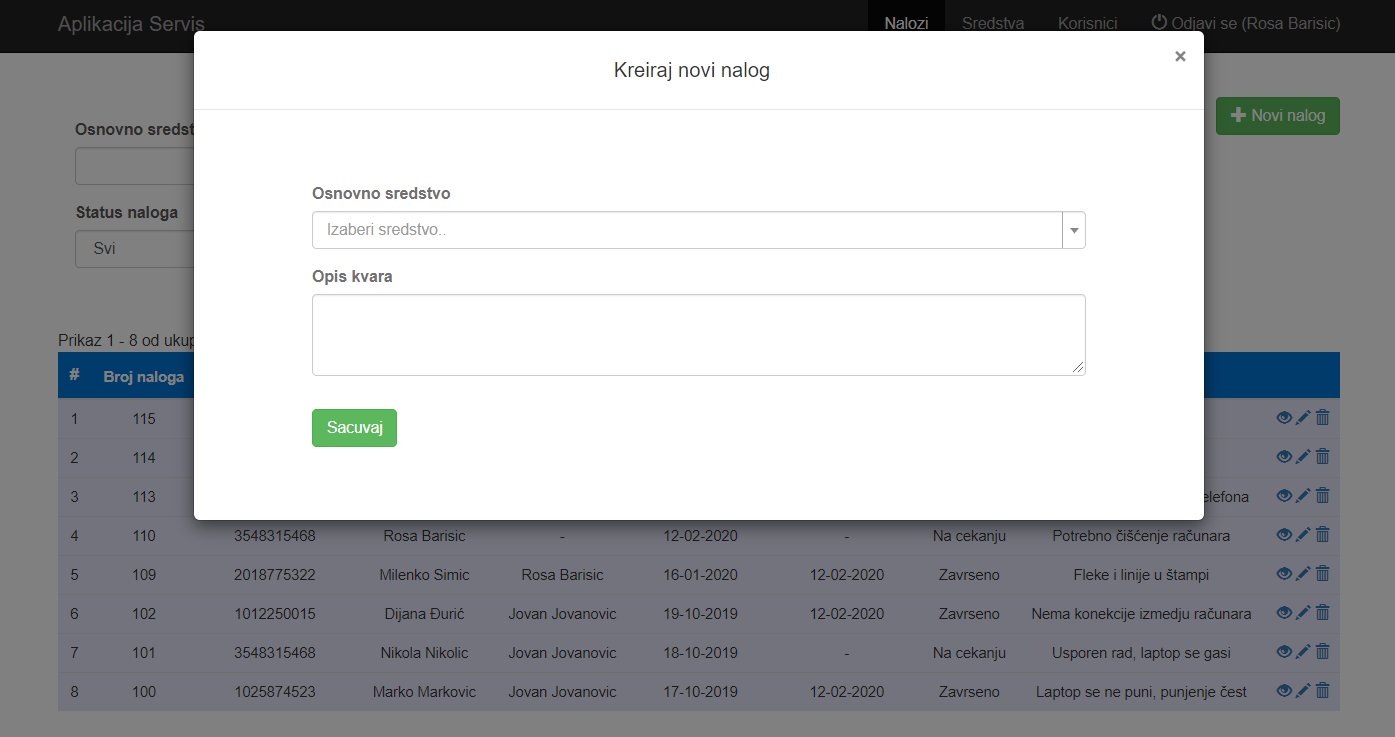 Aplikacija Servis Nalozi Sredstva Korisnici Odjavi se (Rosa Barisic)
Kreiraj novi nalog ×
Novi nalog
Osnovno sredst
Osnovno sredstvo
Izaberi sredstvo..
Status naloga
Svi
Opis kvara
Sacuvaj
Prikaz 1 - 8 od ukup
# Broj naloga
1 115
2 114
3 113 elefona
4 110 3548315468 Rosa Barisic - 12-02-2020 - Na cekanju Potrebno čišćenje računara
5 109 2018775322 Milenko Simic Rosa Barisic 16-01-2020 12-02-2020 Zavrseno Fleke i linije u štampi
6 102 1012250015 Dijana Đurić Jovan Jovanovic 19-10-2019 12-02-2020 Zavrseno Nema konekcije izmedju računara
7 101 3548315468 Nikola Nikolic Jovan Jovanovic 18-10-2019 - Na cekanju Usporen rad, laptop se gasi
8 100 1025874523 Marko Markovic Jovan Jovanovic 17-10-2019 12-02-2020 Zavrseno Laptop se ne puni, punjenje čest